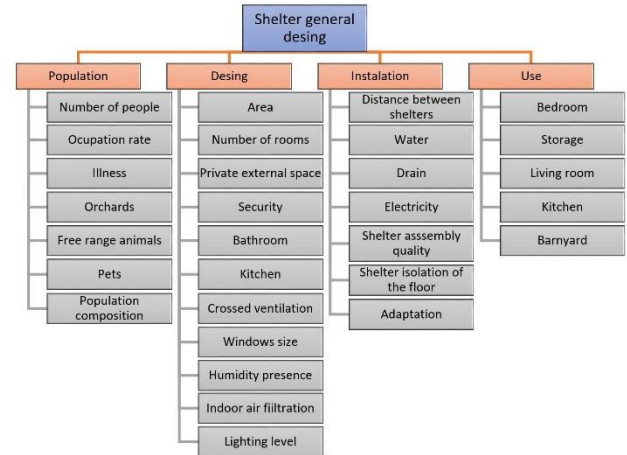 Shelter general
desing
Population
Number of people
Ocupation rate
Illness
Orchards
Free range animals
Pets
Population
composition
Desing
Area
Number of rooms
Private external space
Security
Bathroom
Kitchen
Crossed ventilation
Windows size
Humidity presence
Indoor air fiiltration
Lighting level
Instalation
Distance between
shelters
Water
Drain
Electricity
Shelter asssembly
quality
Shelter isolation of
the floor
Adaptation
Use
Bedroom
Storage
Living room
Kitchen
Barnyard